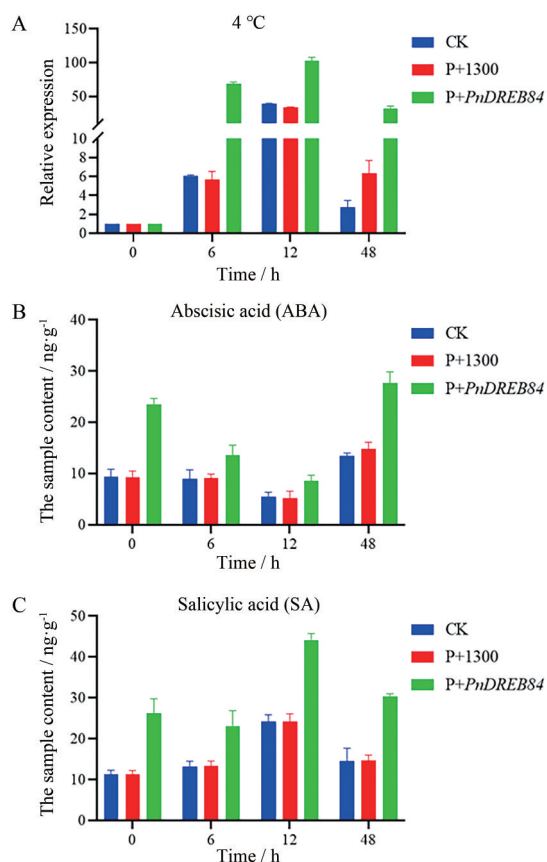 A
4 ℃
Relative expression
150
100
50
10
8
6
4
2
0
0 6 12 48
Time / h
CK
P+1300
P+PnDREB84
B
Abscisic acid (ABA)
The sample content / ng·g⁻¹
40
30
20
10
0
0 6 12 48
Time / h
CK
P+1300
P+PnDREB84
C
Salicylic acid (SA)
The sample content / ng·g⁻¹
50
40
30
20
10
0
0 6 12 48
Time / h
CK
P+1300
P+PnDREB84